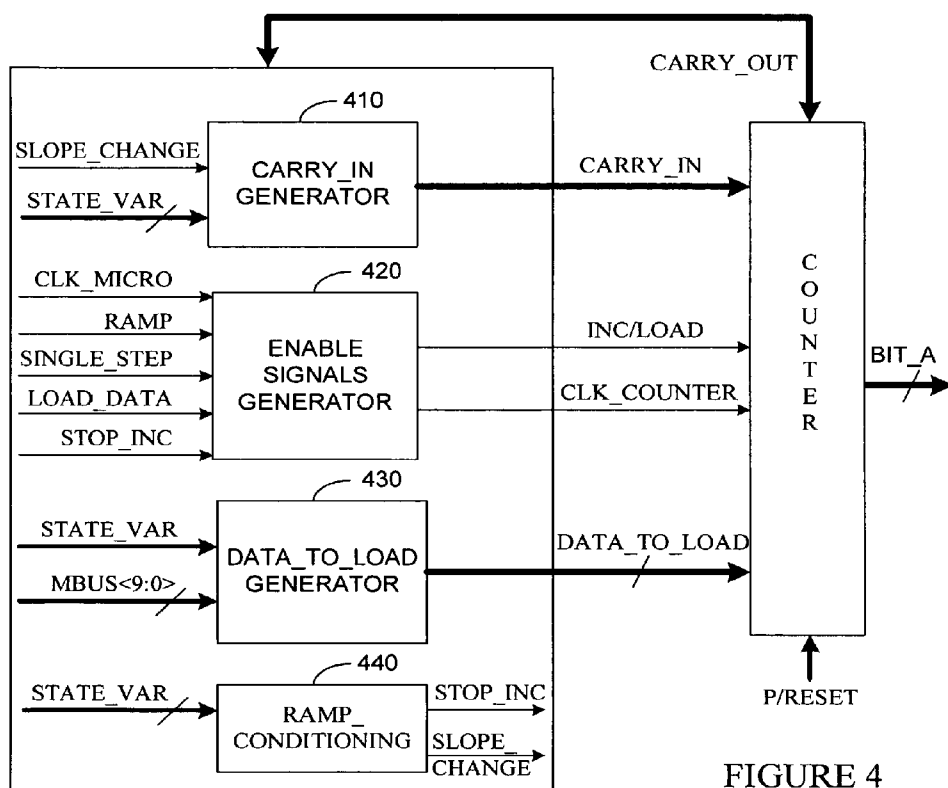 CARRY_OUT
410
SLOPE_CHANGE
STATE_VAR
CARRY_IN
GENERATOR
CARRY_IN
420
CLK_MICRO
RAMP
SINGLE_STEP
LOAD_DATA
STOP_INC
ENABLE
SIGNALS
GENERATOR
INC/LOAD
CLK_COUNTER
COUNTER
BIT_A
430
STATE_VAR
MBUS<9:0>
DATA_TO_LOAD
GENERATOR
DATA_TO_LOAD
440
STATE_VAR
RAMP_
CONDITIONING
STOP_INC
SLOPE_
CHANGE
P/RESET
FIGURE 4